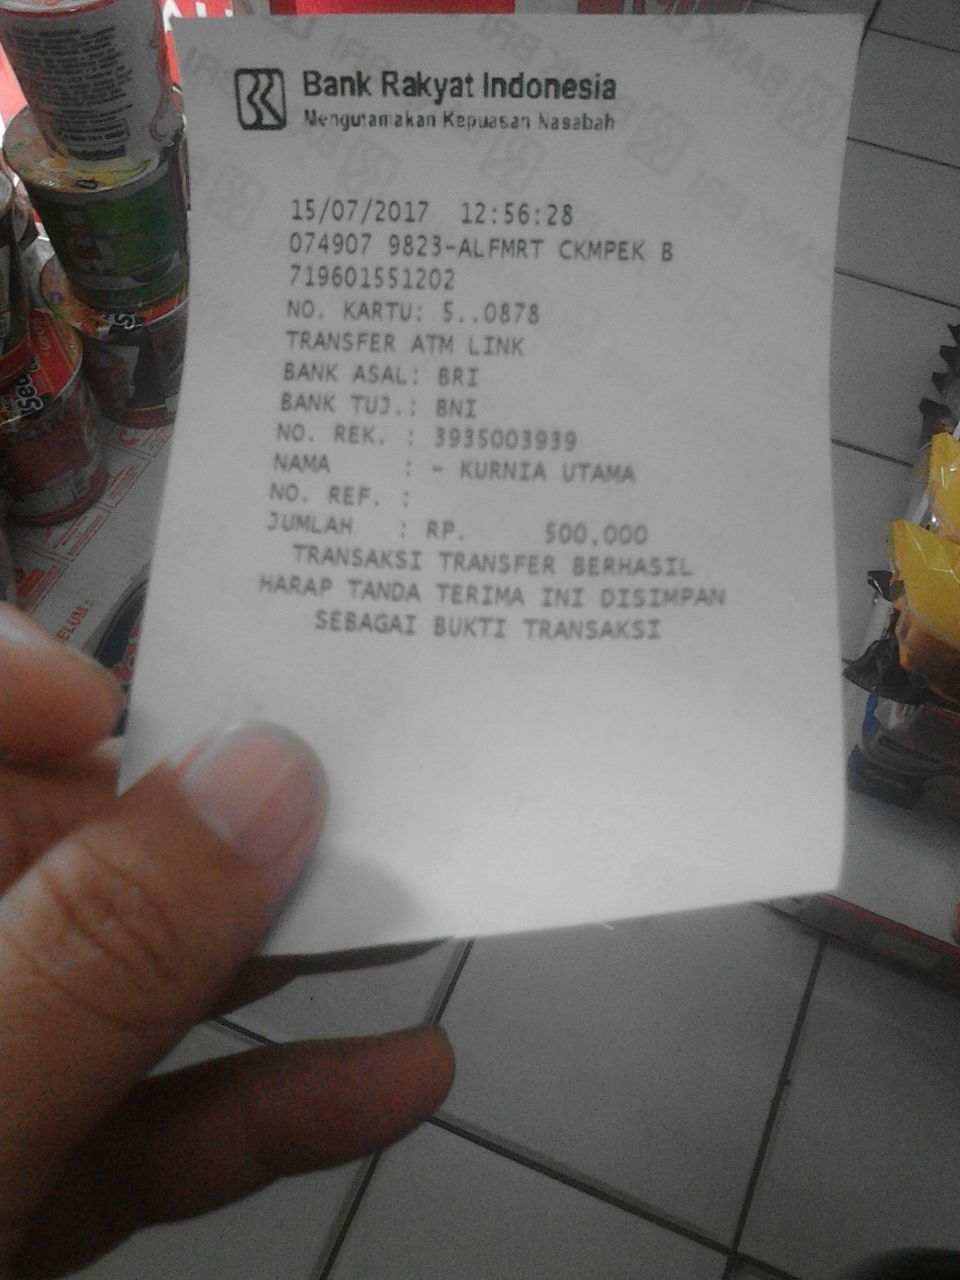 Bank Rakyat Indonesia
Mengutamakan Kepuasan Nasabah
15/07/2017 12:56:28
074907 9823-ALFMRT CKMPEK B
719601551202
NO. KARTU: 5..0878
TRANSFER ATM LINK
BANK ASAL: BRI
BANK TUJ.: BNI
NO. REK. : 3935003939
NAMA : - KURNIA UTAMA
NO. REF. :
JUMLAH : RP. 500,000
TRANSAKSI TRANSFER BERHASIL
HARAP TANDA TERIMA INI DISIMPAN
SEBAGAI BUKTI TRANSAKSI